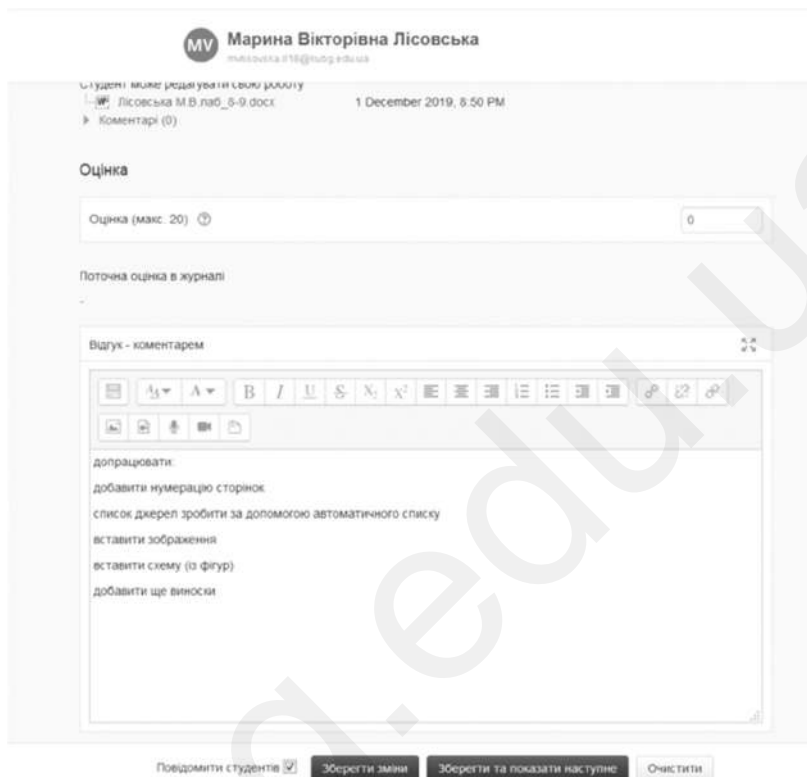 MV Марина Вікторівна Лісовська
Студент може редагувати свою роботу
Лісовська М.В.лаб_8-9.docx 1 December 2019, 8:50 PM
Коментарі (0)
Оцінка
Оцінка (макс. 20) 0
Поточна оцінка в журналі
-
Відгук - коментарем
допрацювати:
добавити нумерацію сторінок
список джерел зробити за допомогою автоматичного списку
вставити зображення
вставити схему (із фігур)
добавити ще виноски
Повідомити студентів Зберегти зміни Зберегти та показати наступне Очистити